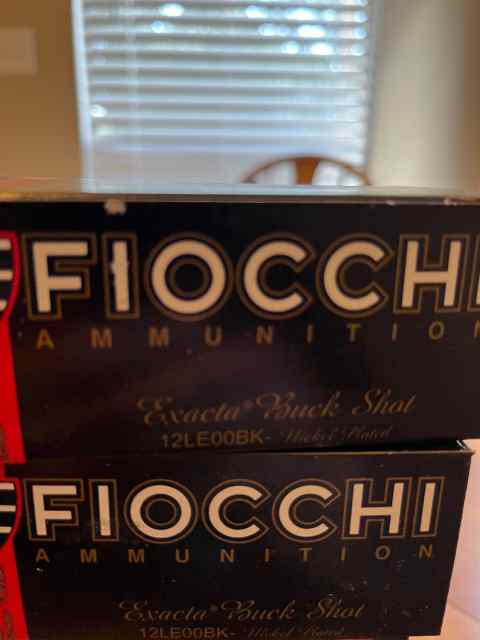 FIOCCHI
AMMUNITION
Exacta® Buck Shot
12LE00BK- Nickel Plated
FIOCCHI
AMMUNITION
Exacta® Buck Shot
12LE00BK- Nickel Plated